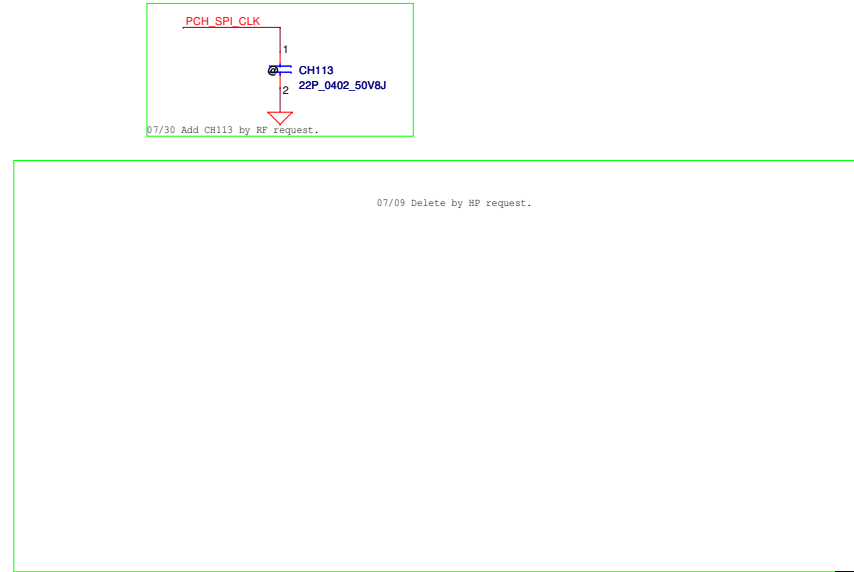 PCH_SPI_CLK
1
@ CH113
22P_0402_50V8J
2
07/30 Add CH113 by RF request.
07/09 Delete by HP request.